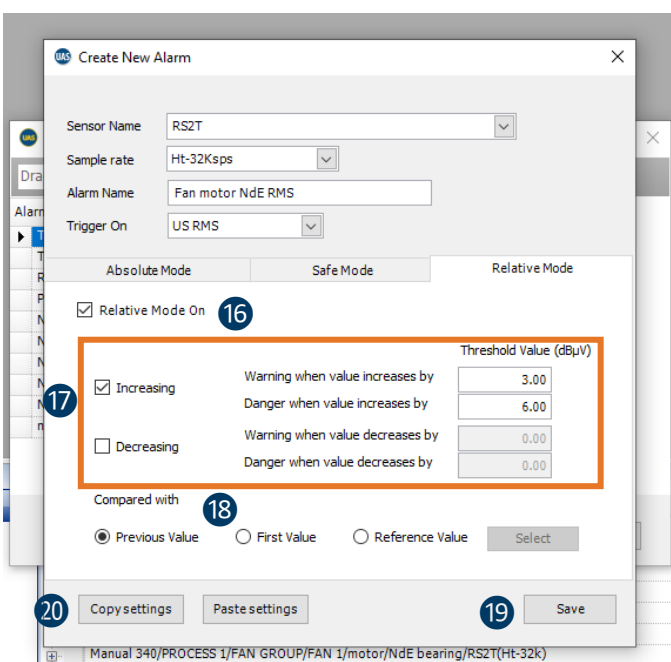 UAS Create New Alarm
Sensor Name RS2T
Sample rate Ht-32Ksps
Dra
Alarm Name Fan motor NdE RMS
Alarm
Trigger On US RMS
T
T
R
P
N
N
N
N
N
n
Absolute Mode Safe Mode Relative Mode
Relative Mode On 16
Threshold Value (dBµV)
17
Increasing
Warning when value increases by 3.00
Danger when value increases by 6.00
Decreasing
Warning when value decreases by 0.00
Danger when value decreases by 0.00
Compared with 18
Previous Value First Value Reference Value Select
20 Copy settings Paste settings 19 Save
Manual 340/PROCESS 1/FAN GROUP/FAN 1/motor/NdE bearing/RS2T(Ht-32k)